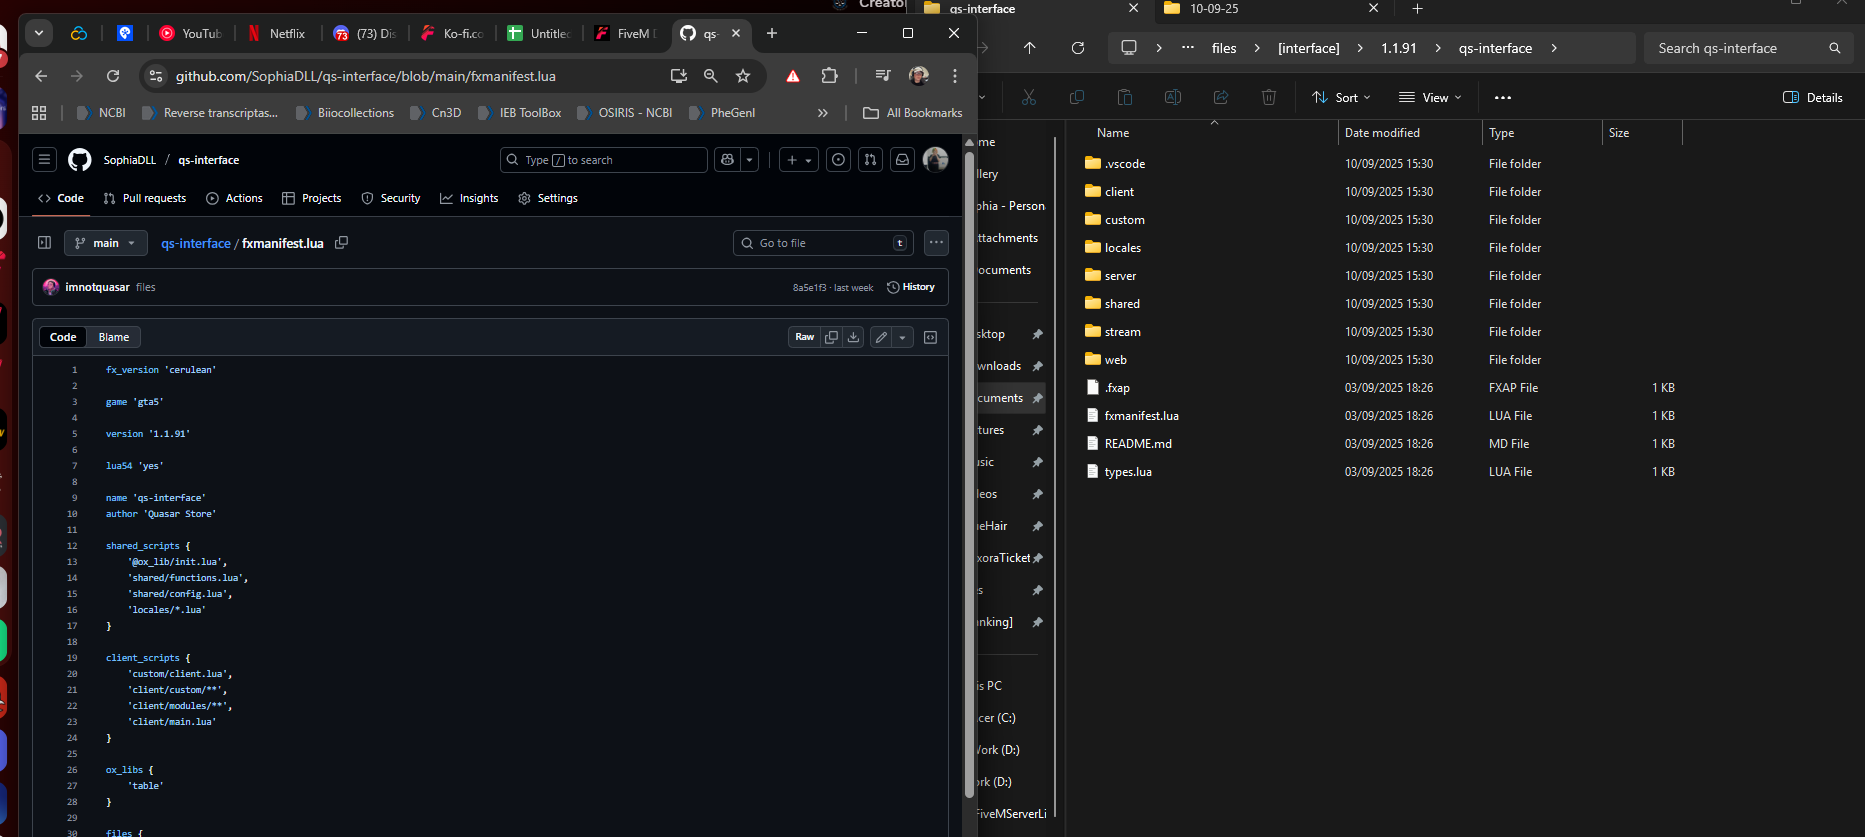 Creator
YouTub
Netflix
(73) Dis
Ko-fi.co
Untitlec
FiveM D
qs-
github.com/SophiaDLL/qs-interface/blob/main/fxmanifest.lua
NCBI
Reverse transcriptas...
Biiocollections
Cn3D
IEB ToolBox
OSIRIS - NCBI
PheGenI
All Bookmarks
SophiaDLL / qs-interface
Type / to search
Code
Pull requests
Actions
Projects
Security
Insights
Settings
main
qs-interface / fxmanifest.lua
Go to file
t
imnotquasar files
8a5e1f3 · last week
History
Code
Blame
Raw
1 fx_version 'cerulean'
2
3 game 'gta5'
4
5 version '1.1.91'
6
7 lua54 'yes'
8
9 name 'qs-interface'
10 author 'Quasar Store'
11
12 shared_scripts {
13 '@ox_lib/init.lua',
14 'shared/functions.lua',
15 'shared/config.lua',
16 'locales/*.lua'
17 }
18
19 client_scripts {
20 'custom/client.lua',
21 'client/custom/**',
22 'client/modules/**',
23 'client/main.lua'
24 }
25
26 ox_libs {
27 'table'
28 }
29
30 files {
qs-interface
10-09-25
files > [interface] > 1.1.91 > qs-interface >
Search qs-interface
Sort
View
Details
Name Date modified Type Size
.vscode 10/09/2025 15:30 File folder
client 10/09/2025 15:30 File folder
custom 10/09/2025 15:30 File folder
locales 10/09/2025 15:30 File folder
server 10/09/2025 15:30 File folder
shared 10/09/2025 15:30 File folder
stream 10/09/2025 15:30 File folder
web 10/09/2025 15:30 File folder
.fxap 03/09/2025 18:26 FXAP File 1 KB
fxmanifest.lua 03/09/2025 18:26 LUA File 1 KB
README.md 03/09/2025 18:26 MD File 1 KB
types.lua 03/09/2025 18:26 LUA File 1 KB
me
llery
phia - Persona
ttachments
ocuments
sktop
wnloads
cuments
tures
sic
leos
ieHair
xoraTicket
s
nking]
is PC
cer (C:)
Vork (D:)
rk (D:)
FiveMServerLi